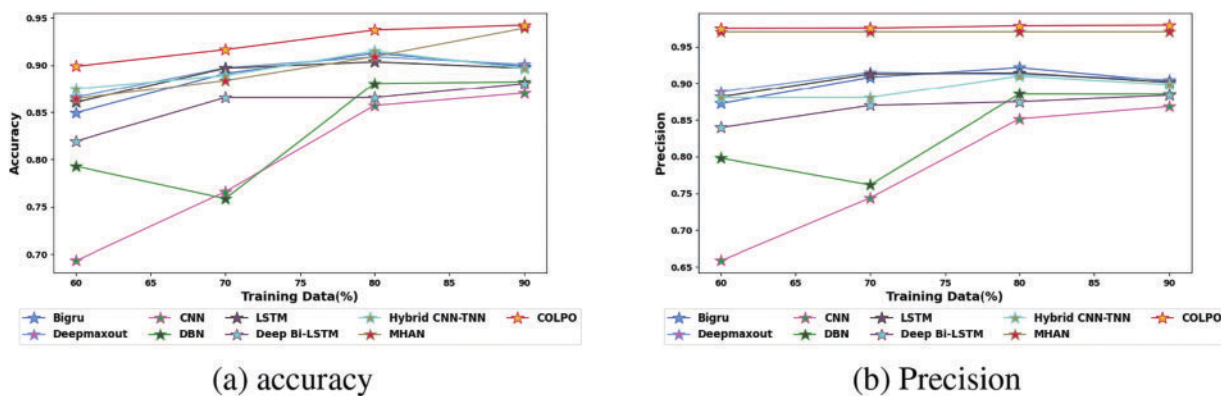 0.95
0.90
0.85
0.80
0.75
0.70
Accuracy
60 65 70 75 80 85 90
Training Data(%)
Bigru CNN LSTM Hybrid CNN-TNN COLPO
Deepmaxout DBN Deep Bi-LSTM MHAN
(a) accuracy
0.95
0.90
0.85
0.80
0.75
0.70
0.65
Precision
60 65 70 75 80 85 90
Training Data(%)
Bigru CNN LSTM Hybrid CNN-TNN COLPO
Deepmaxout DBN Deep Bi-LSTM MHAN
(b) Precision